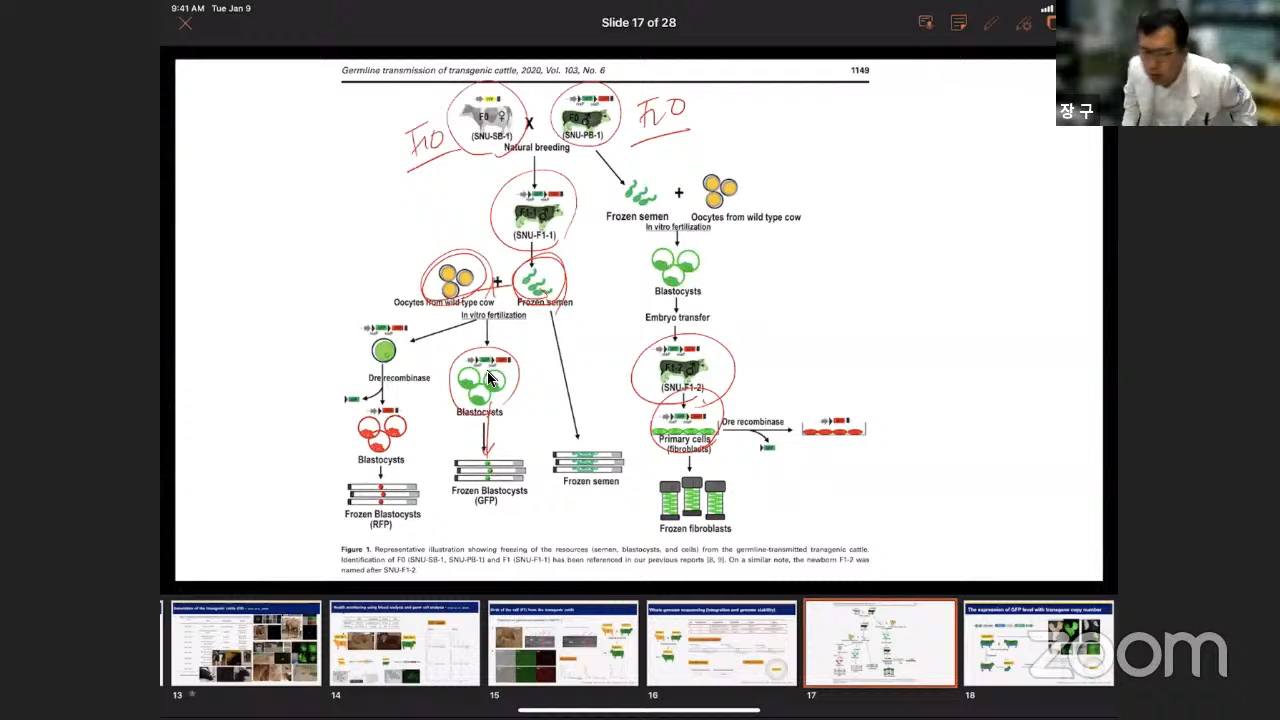 9:41 AM Tue Jan 9
Slide 17 of 28
장 구
Germline transmission of transgenic cattle, 2020, Vol. 103, No. 6
1149
F0 ♀
(SNU-SB-1)
X
F0 ♂
(SNU-PB-1)
F0
F0
Natural breeding
F1-1 ♂
(SNU-F1-1)
+
Frozen semen
Oocytes from wild type cow
In vitro fertilization
+
Oocytes from wild type cow
Frozen semen
In vitro fertilization
Blastocysts
Embryo transfer
F1-2
(SNU-F1-2)
Dre recombinase
Blastocysts
Primary cells
(fibroblasts)
Dre recombinase
Blastocysts
Frozen Blastocysts
(GFP)
Frozen semen
Frozen Blastocysts
(RFP)
Frozen fibroblasts
Figure 1. Representative illustration showing freezing of the resources (semen, blastocysts, and cells) from the germline-transmitted transgenic cattle.
Identification of F0 (SNU-SB-1, SNU-PB-1) and F1 (SNU-F1-1) has been referenced in our previous reports [8, 9]. On a similar note, the newborn F1-2 was
named after SNU-F1-2.
Whole-genome sequencing (Integration and genome stability)
The expression of GFP level with transgene copy number
13
14
15
16
17
18
zoom